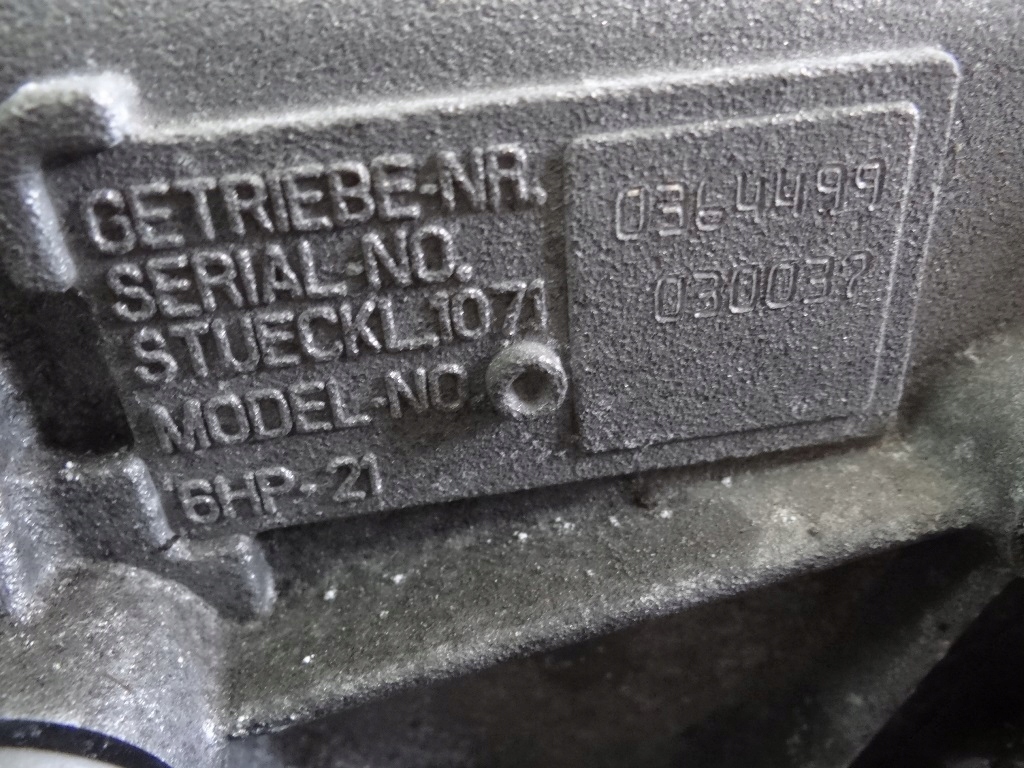 GETRIEBE-NR.
SERIAL-NO.
STUECKL.1071
MODEL-NO.
6HP-21
0364499
030037